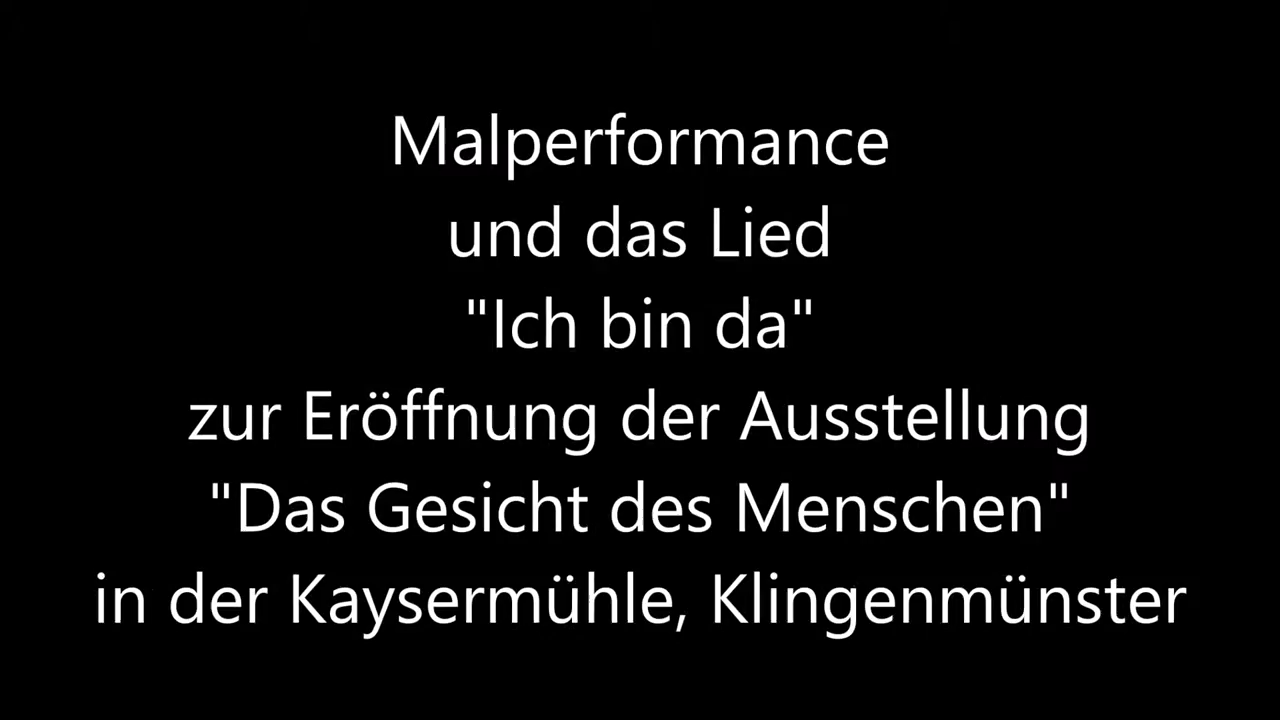 Malperformance
und das Lied
"Ich bin da"
zur Eröffnung der Ausstellung
"Das Gesicht des Menschen"
in der Kaysermühle, Klingenmünster